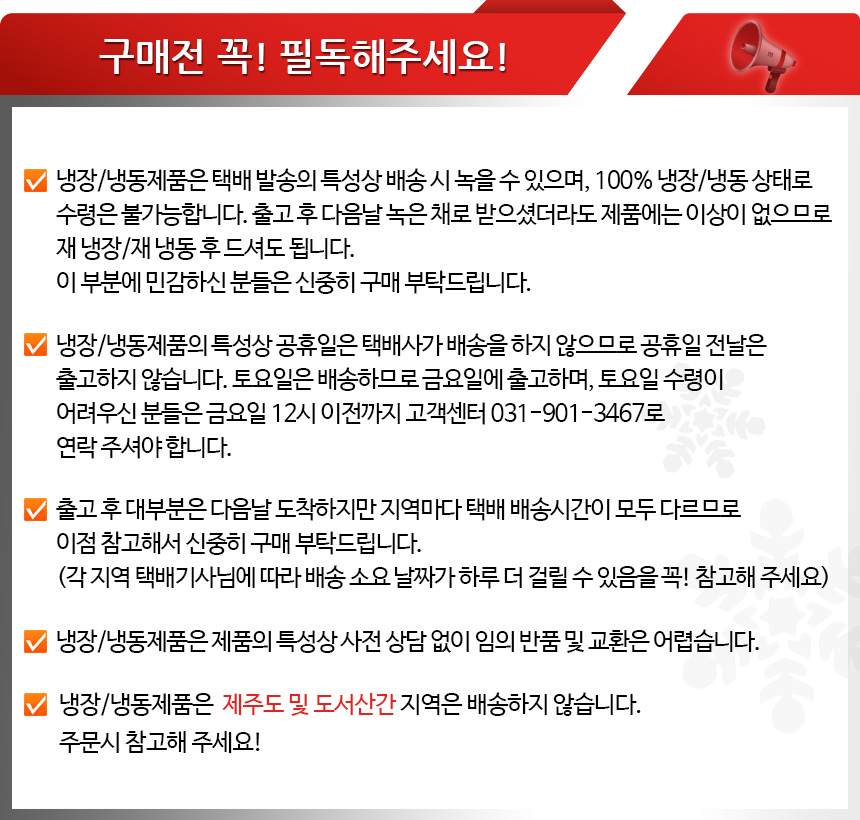 구매전 꼭! 필독해주세요!
냉장/냉동제품은 택배 발송의 특성상 배송 시 녹을 수 있으며, 100% 냉장/냉동 상태로
수령은 불가능합니다. 출고 후 다음날 녹은 채로 받으셨더라도 제품에는 이상이 없으므로
재 냉장/재 냉동 후 드셔도 됩니다.
이 부분에 민감하신 분들은 신중히 구매 부탁드립니다.
냉장/냉동제품의 특성상 공휴일은 택배사가 배송을 하지 않으므로 공휴일 전날은
출고하지 않습니다. 토요일은 배송하므로 금요일에 출고하며, 토요일 수령이
어려우신 분들은 금요일 12시 이전까지 고객센터 031-901-3467로
연락 주셔야 합니다.
출고 후 대부분은 다음날 도착하지만 지역마다 택배 배송시간이 모두 다르므로
이점 참고해서 신중히 구매 부탁드립니다.
(각 지역 택배기사님에 따라 배송 소요 날짜가 하루 더 걸릴 수 있음을 꼭! 참고해 주세요)
냉장/냉동제품은 제품의 특성상 사전 상담 없이 임의 반품 및 교환은 어렵습니다.
냉장/냉동제품은 제주도 및 도서산간 지역은 배송하지 않습니다.
주문시 참고해 주세요!